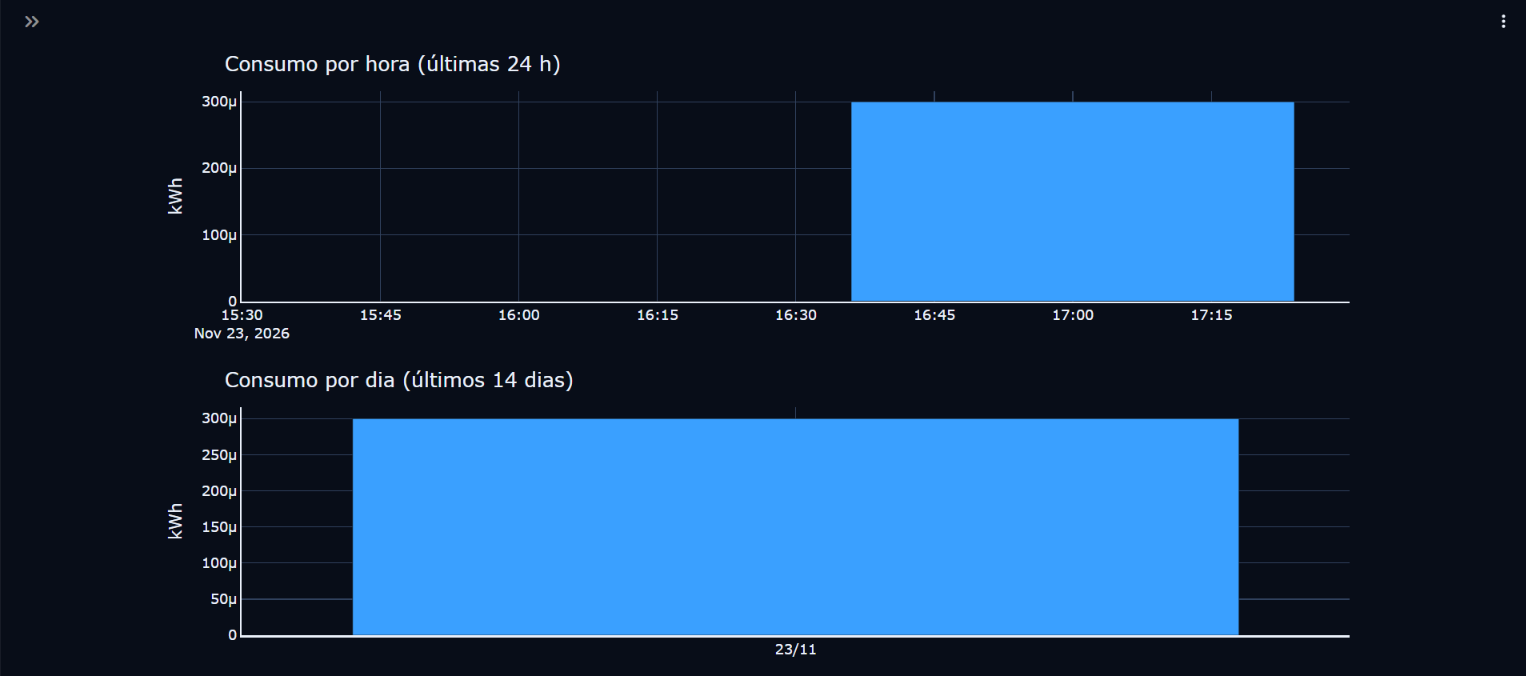 Consumo por hora (últimas 24 h)
300µ
200µ
100µ
0
kWh
15:30 15:45 16:00 16:15 16:30 16:45 17:00 17:15
Nov 23, 2026
Consumo por dia (últimos 14 dias)
300µ
250µ
200µ
150µ
100µ
50µ
0
kWh
23/11